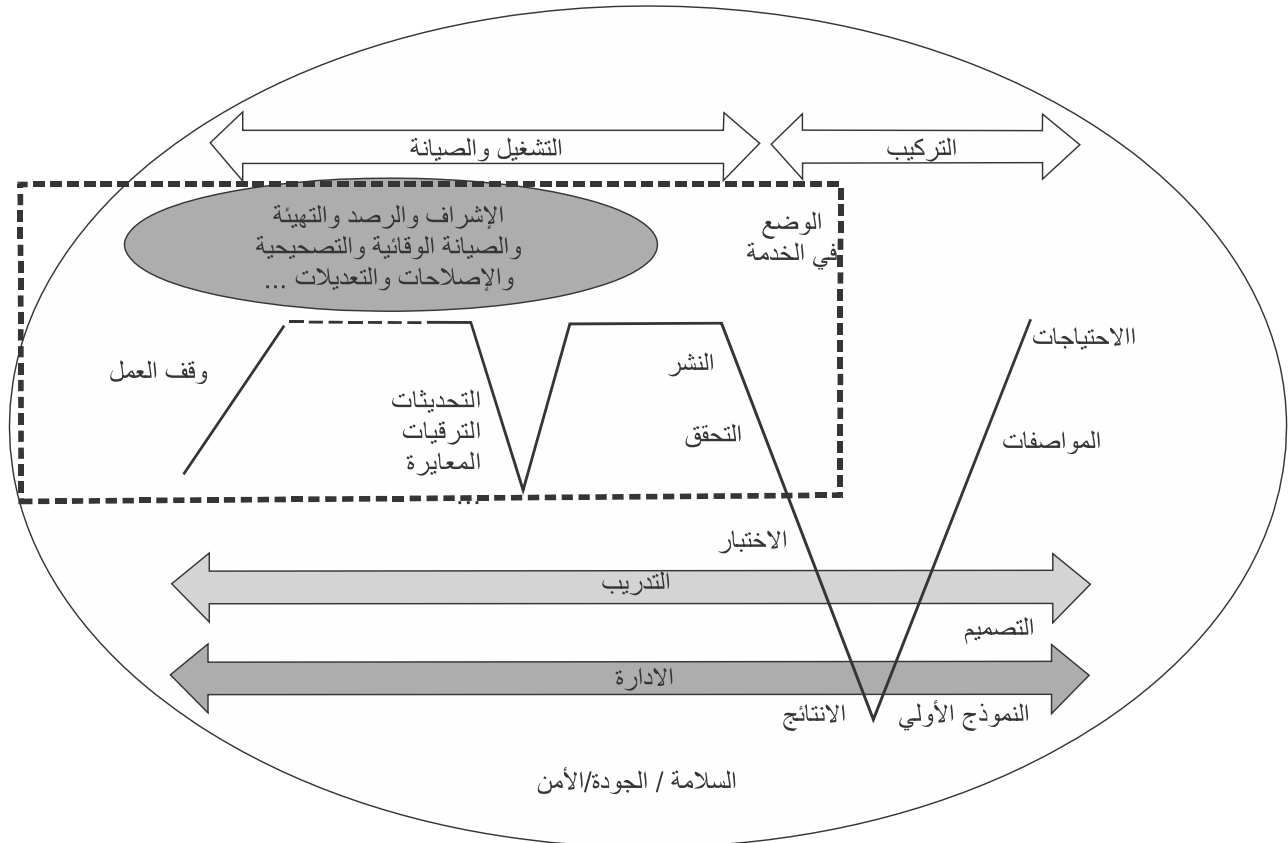 التركيب
التشغيل والصيانة
الوضع
في الخدمة
الإشراف والرصد والتهيئة
والصيانة الوقائية والتصحيحية
والإصلاحات والتعديلات ...
االاحتياجات
النشر
وقف العمل
التحديثات
الترقيات
المعايرة
...
المواصفات
التحقق
الاختبار
التدريب
التصميم
الادارة
النموذج الأولي
الانتائج
السلامة / الجودة/الأمن